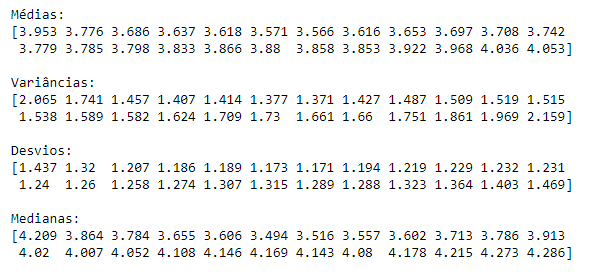 Médias:
[3.953 3.776 3.686 3.637 3.618 3.571 3.566 3.616 3.653 3.697 3.708 3.742
3.779 3.785 3.798 3.833 3.866 3.88 3.858 3.853 3.922 3.968 4.036 4.053]
Variâncias:
[2.065 1.741 1.457 1.407 1.414 1.377 1.371 1.427 1.487 1.509 1.519 1.515
1.538 1.589 1.582 1.624 1.709 1.73 1.661 1.66 1.751 1.861 1.969 2.159]
Desvios:
[1.437 1.32 1.207 1.186 1.189 1.173 1.171 1.194 1.219 1.229 1.232 1.231
1.24 1.26 1.258 1.274 1.307 1.315 1.289 1.288 1.323 1.364 1.403 1.469]
Medianas:
[4.209 3.864 3.784 3.655 3.606 3.494 3.516 3.557 3.602 3.713 3.786 3.913
4.02 4.007 4.052 4.108 4.146 4.169 4.143 4.08 4.178 4.215 4.273 4.286]